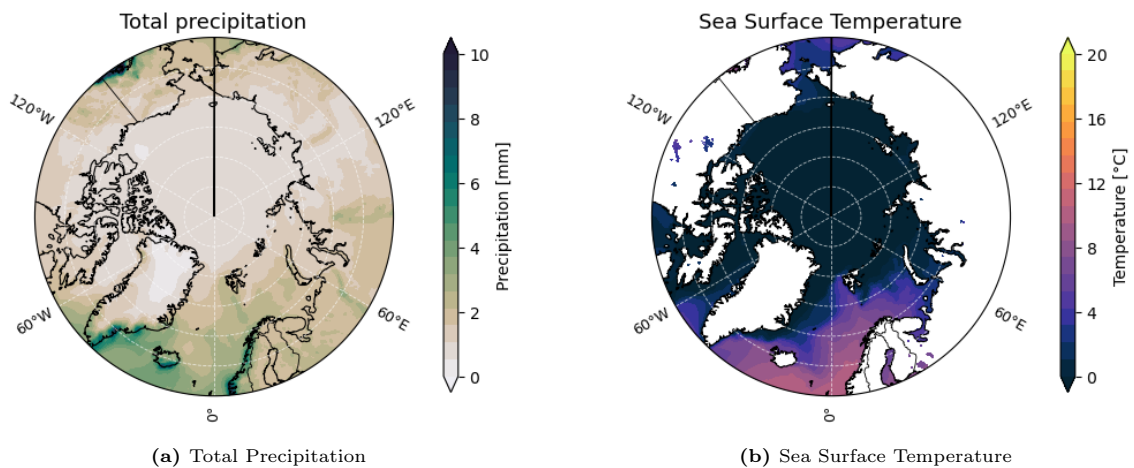 Total precipitation
120°W
120°E
60°W
60°E
0°
10
8
6
4
2
0
Precipitation [mm]
(a) Total Precipitation
Sea Surface Temperature
120°W
120°E
60°W
60°E
0°
20
16
12
8
4
0
Temperature [°C]
(b) Sea Surface Temperature